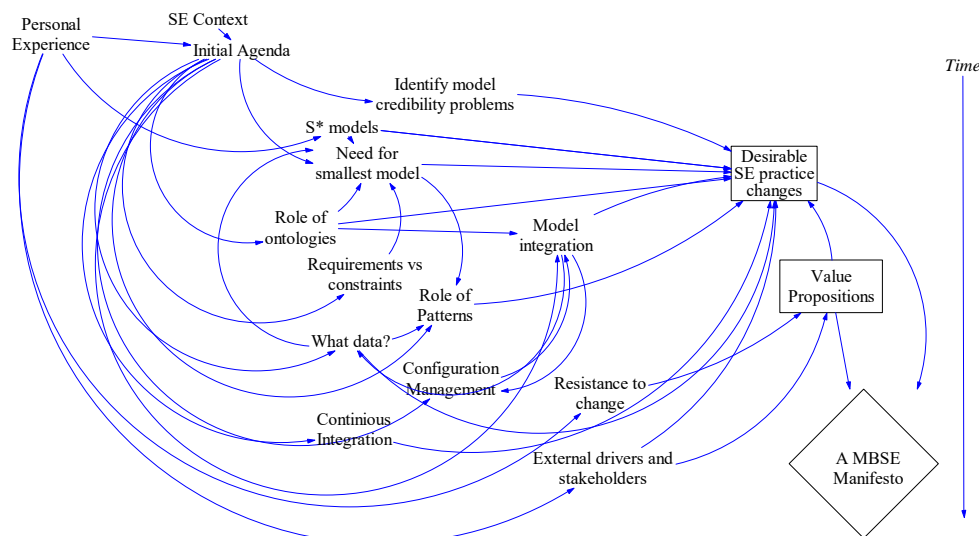 SE Context
Personal
Experience
Initial Agenda
Time
Identify model
credibility problems
S* models
Need for
smallest model
Desirable
SE practice
changes
Role of
ontologies
Model
integration
Requirements vs
constraints
Value
Propositions
Role of
Patterns
What data?
Configuration
Management
Resistance to
change
Continious
Integration
External drivers and
stakeholders
A MBSE
Manifesto